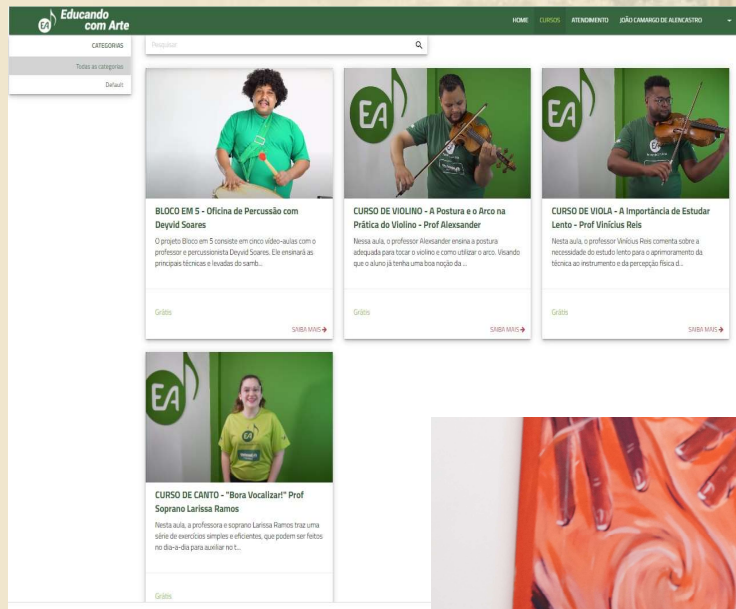 Educando
com Arte
HOME CURSOS ATENDIMENTO JOÃO CAMARGO DE ALENCASTRO
CATEGORIAS
Todas as categorias
Default
Pesquisar
BLOCO EM 5 - Oficina de Percussão com
Deyvid Soares
O projeto Bloco em 5 consiste em cinco vídeo-aulas com o
professor e percussionista Deyvid Soares. Ele ensinará as
principais técnicas e levadas do samb...
Grátis
SAIBA MAIS
EA
CURSO DE VIOLINO - A Postura e o Arco na
Prática do Violino - Prof Alexsander
Nessa aula, o professor Alexsander ensina a postura
adequada para tocar o violino e como utilizar o arco. Visando
que o aluno já tenha uma boa noção da ...
Grátis
SAIBA MAIS
EA
CURSO DE VIOLA - A Importância de Estudar
Lento - Prof Vinícius Reis
Nesta aula, o professor Vinícius Reis comenta sobre a
necessidade do estudo lento para o aprimoramento da
técnica ao instrumento e da percepção física d...
Grátis
SAIBA MAIS
EA
CURSO DE CANTO - "Bora Vocalizar!" Prof
Soprano Larissa Ramos
Nesta aula, a professora e soprano Larissa Ramos traz uma
série de exercícios simples e eficientes, que podem ser feitos
no dia-a-dia para auxiliar no t...
Grátis